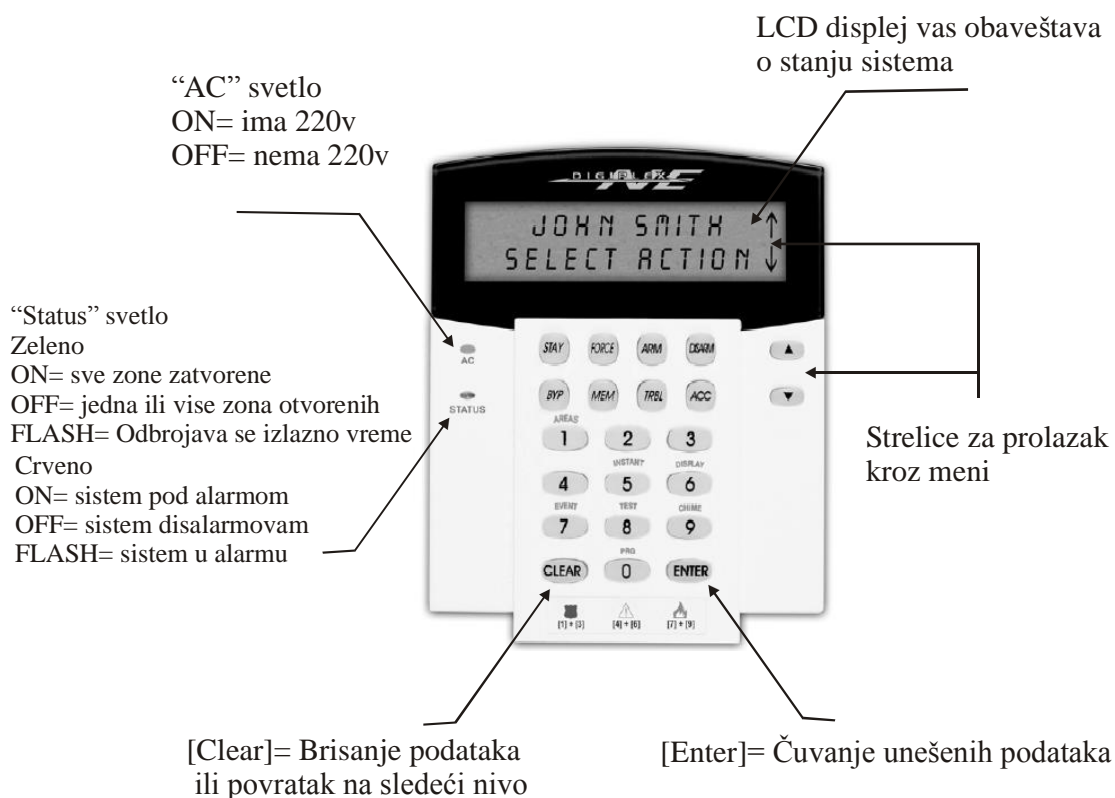 LCD displej vas obaveštava
o stanju sistema
“AC” svetlo
ON= ima 220v
OFF= nema 220v
DIGIPLEX
NE
JOHN SMITH ↑
SELECT ACTION ↓
“Status” svetlo
Zeleno
ON= sve zone zatvorene
OFF= jedna ili vise zona otvorenih
FLASH= Odbrojava se izlazno vreme
Crveno
ON= sistem pod alarmom
OFF= sistem disalarmovam
FLASH= sistem u alarmu
AC
STATUS
STAY FORCE ARM DISARM
BYP MEM TRBL ACC
AREAS
1 2 3
INSTANT DISPLAY
4 5 6
EVENT TEST CHIME
7 8 9
PRG
CLEAR 0 ENTER
[1] + [3] [4] + [6] [7] + [9]
Strelice za prolazak
kroz meni
[Clear]= Brisanje podataka
ili povratak na sledeći nivo
[Enter]= Čuvanje unešenih podataka